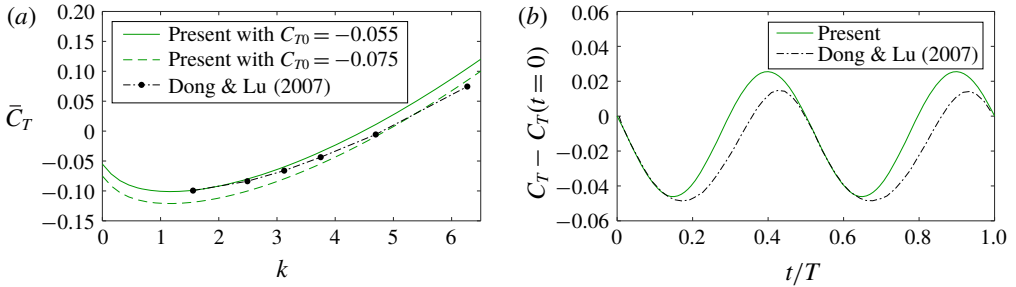 (a)
0.20
0.15
0.10
0.05
0
−0.05
−0.10
−0.15
C̄_T
Present with C_T0 = −0.055
Present with C_T0 = −0.075
Dong & Lu (2007)
0 1 2 3 4 5 6
k
(b)
0.06
0.04
0.02
0
−0.02
−0.04
−0.06
C_T − C_T(t = 0)
Present
Dong & Lu (2007)
0 0.2 0.4 0.6 0.8 1.0
t/T